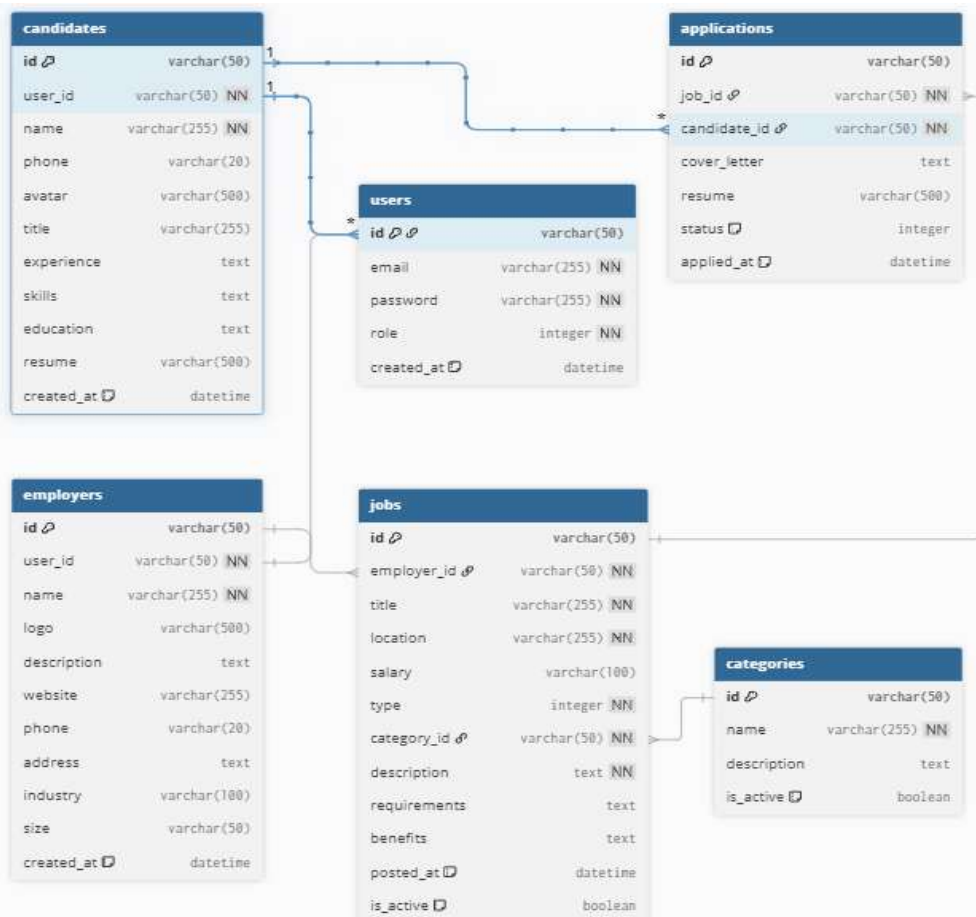 candidates
id varchar(50)
user_id varchar(50) NN
name varchar(255) NN
phone varchar(20)
avatar varchar(500)
title varchar(255)
experience text
skills text
education text
resume varchar(500)
created_at datetime
1
1
*
*
applications
id varchar(50)
job_id varchar(50) NN
candidate_id varchar(50) NN
cover_letter text
resume varchar(500)
status integer
applied_at datetime
users
id varchar(50)
email varchar(255) NN
password varchar(255) NN
role integer NN
created_at datetime
employers
id varchar(50)
user_id varchar(50) NN
name varchar(255) NN
logo varchar(500)
description text
website varchar(255)
phone varchar(20)
address text
industry varchar(100)
size varchar(50)
created_at datetime
jobs
id varchar(50)
employer_id varchar(50) NN
title varchar(255) NN
location varchar(255) NN
salary varchar(100)
type integer NN
category_id varchar(50) NN
description text NN
requirements text
benefits text
posted_at datetime
is_active boolean
categories
id varchar(50)
name varchar(255) NN
description text
is_active boolean